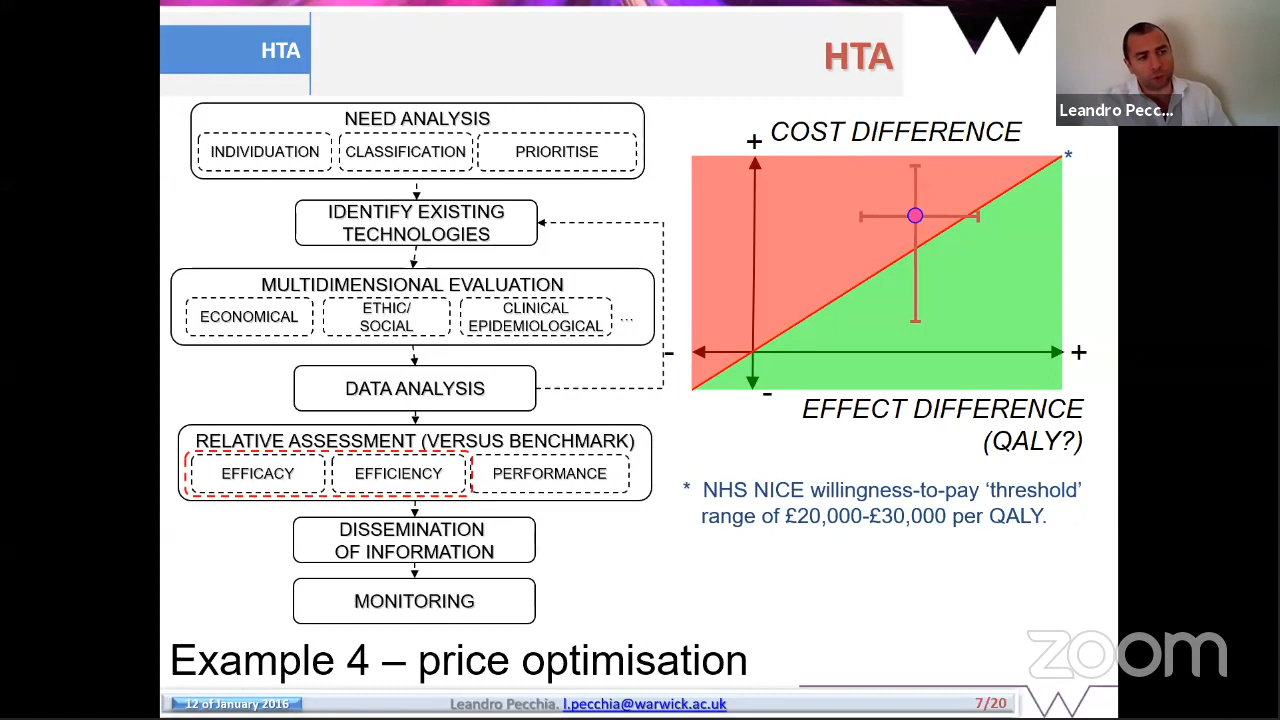 HTA
HTA
Leandro Pecc...
NEED ANALYSIS
INDIVIDUATION
CLASSIFICATION
PRIORITISE
IDENTIFY EXISTING
TECHNOLOGIES
MULTIDIMENSIONAL EVALUATION
ECONOMICAL
ETHIC/
SOCIAL
CLINICAL
EPIDEMIOLOGICAL
...
DATA ANALYSIS
RELATIVE ASSESSMENT (VERSUS BENCHMARK)
EFFICACY
EFFICIENCY
PERFORMANCE
DISSEMINATION
OF INFORMATION
MONITORING
+ COST DIFFERENCE
*
- +
-
EFFECT DIFFERENCE
(QALY?)
* NHS NICE willingness-to-pay ‘threshold’
range of £20,000-£30,000 per QALY.
Example 4 – price optimisation
zoom
12 of January 2016
Leandro Pecchia. l.pecchia@warwick.ac.uk
7/20